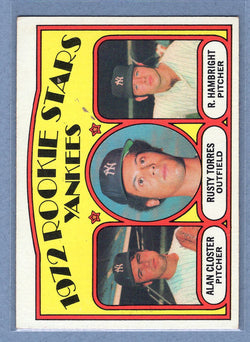 1972 ROOKIE STARS
YANKEES
R. HAMBRIGHT
PITCHER
RUSTY TORRES
OUTFIELD
ALAN CLOSTER
PITCHER